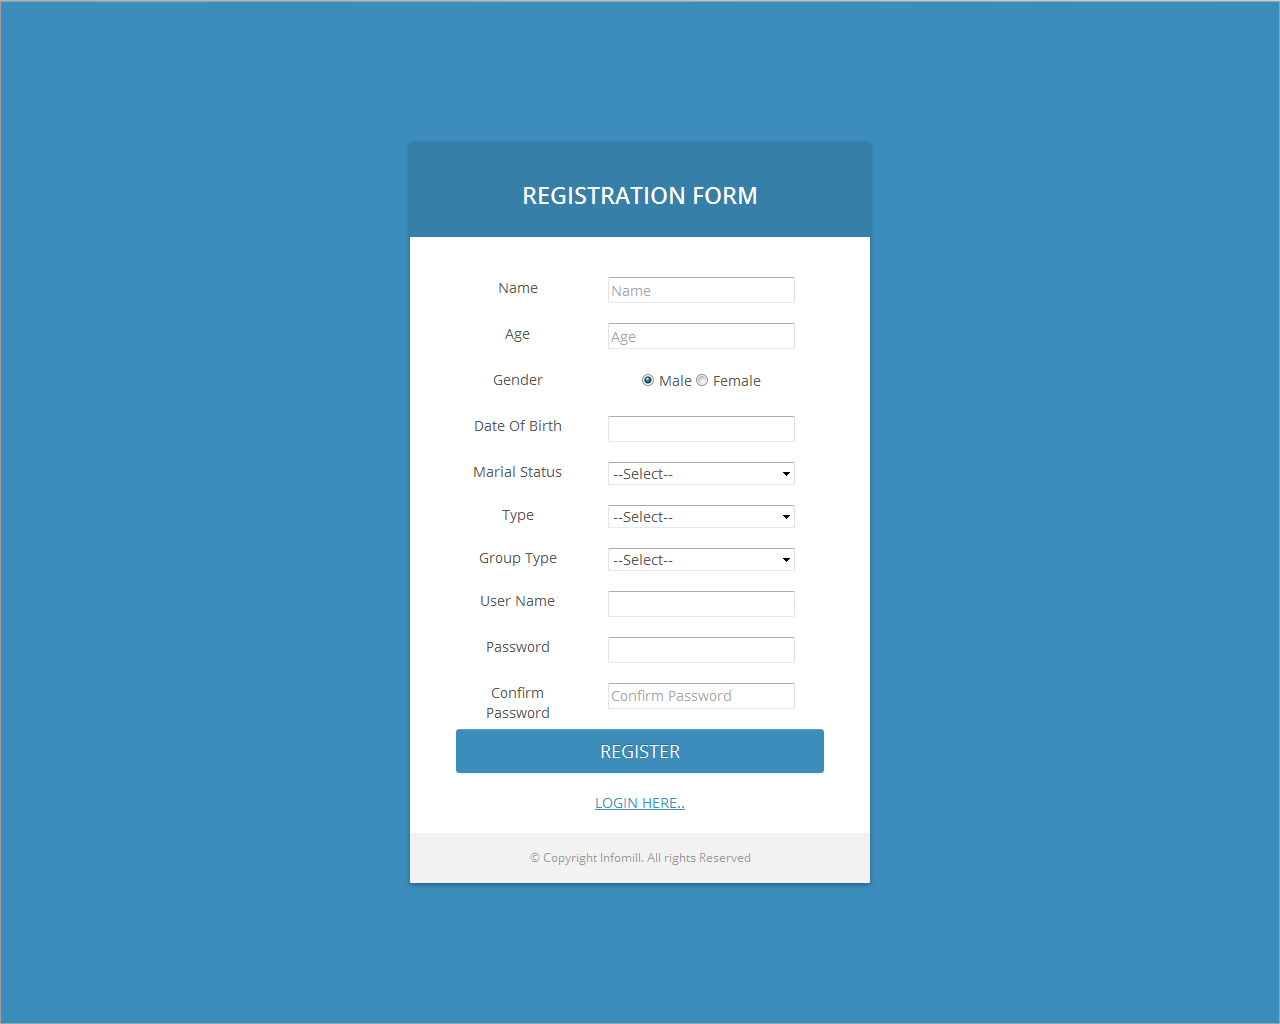 REGISTRATION FORM
Name Name
Age Age
Gender Male Female
Date Of Birth
Marial Status --Select--
Type --Select--
Group Type --Select--
User Name
Password
Confirm Password Confirm Password
REGISTER
LOGIN HERE..
© Copyright Infomill. All rights Reserved